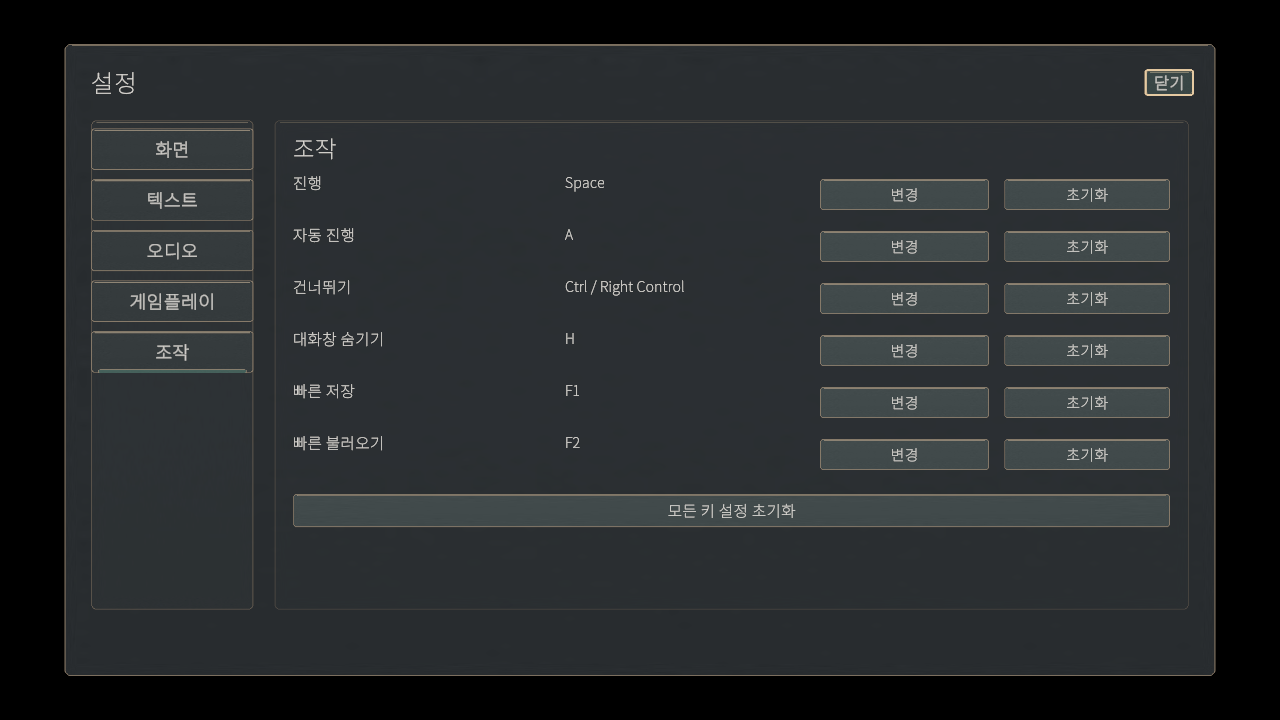 설정
닫기
화면
텍스트
오디오
게임플레이
조작
조작
진행 Space 변경 초기화
자동 진행 A 변경 초기화
건너뛰기 Ctrl / Right Control 변경 초기화
대화창 숨기기 H 변경 초기화
빠른 저장 F1 변경 초기화
빠른 불러오기 F2 변경 초기화
모든 키 설정 초기화